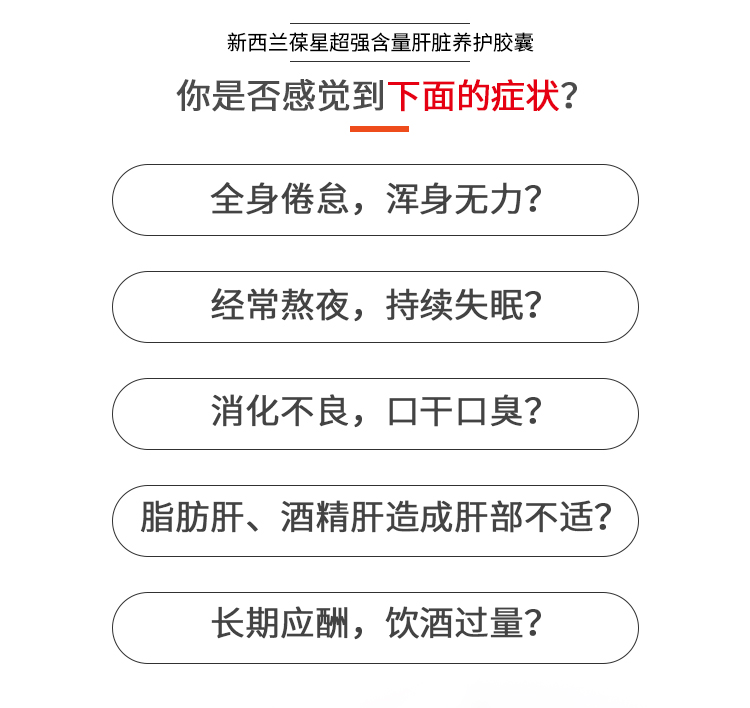 新西兰葆星超强含量肝脏养护胶囊
你是否感觉到下面的症状？
全身倦怠，浑身无力？
经常熬夜，持续失眠？
消化不良，口干口臭？
脂肪肝、酒精肝造成肝部不适？
长期应酬，饮酒过量？